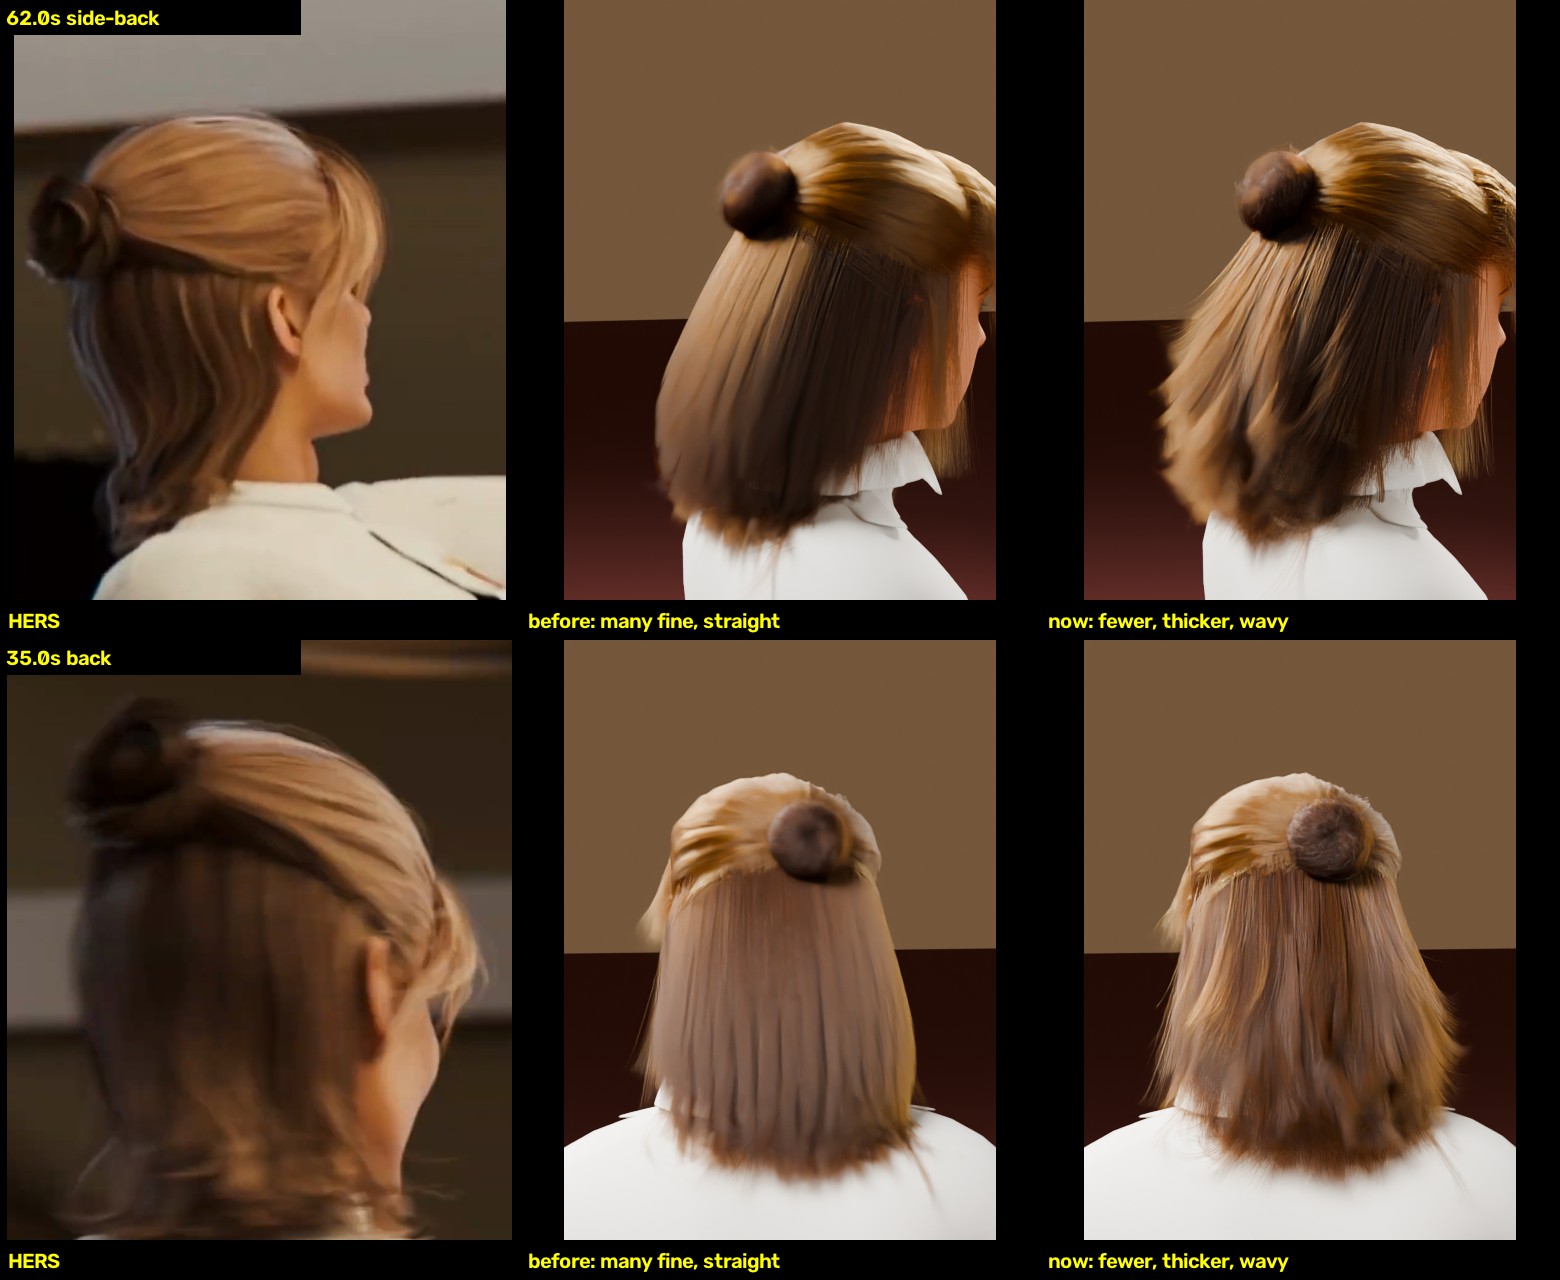 62.0s side-back
HERS
before: many fine, straight
now: fewer, thicker, wavy
35.0s back
HERS
before: many fine, straight
now: fewer, thicker, wavy